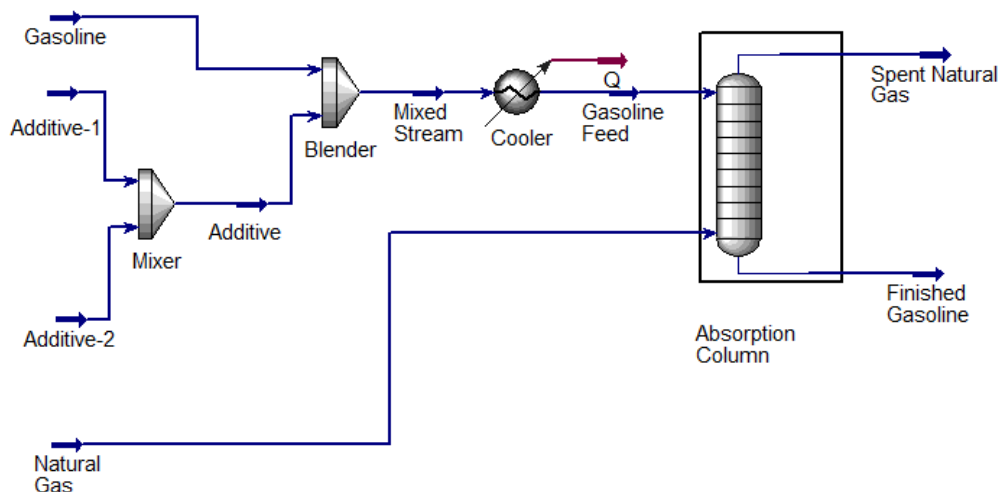 Gasoline
Additive-1
Additive-2
Mixer
Additive
Blender
Mixed
Stream
Q
Cooler
Gasoline
Feed
Natural
Gas
Spent Natural
Gas
Finished
Gasoline
Absorption
Column